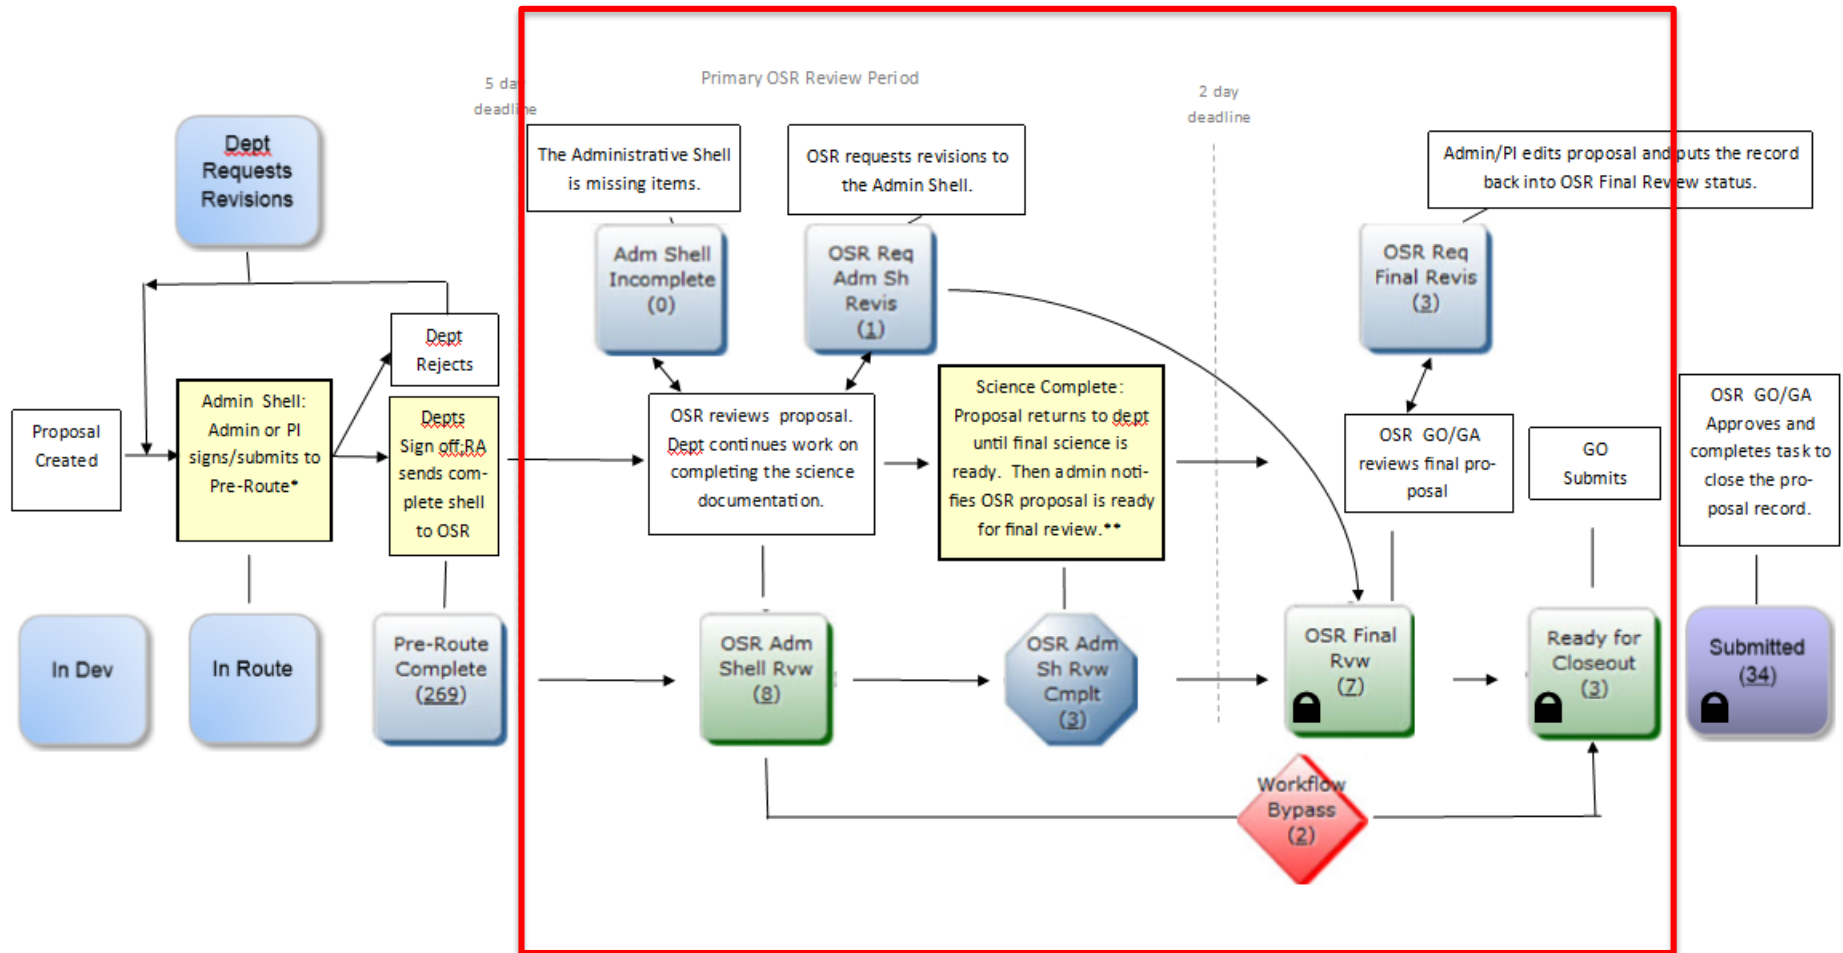 5 day
deadline
Primary OSR Review Period
2 day
deadline
Dept
Requests
Revisions
The Administrative Shell
is missing items.
OSR requests revisions to
the Admin Shell.
Admin/PI edits proposal and puts the record
back into OSR Final Review status.
Adm Shell
Incomplete
(0)
OSR Req
Adm Sh
Revis
(1)
OSR Req
Final Revis
(3)
Dept
Rejects
Proposal
Created
Admin Shell:
Admin or PI
signs/submits to
Pre-Route*
Depts
Sign off;RA
sends com-
plete shell
to OSR
OSR reviews proposal.
Dept continues work on
completing the science
documentation.
Science Complete:
Proposal returns to dept
until final science is
ready. Then admin noti-
fies OSR proposal is ready
for final review.**
OSR GO/GA
reviews final pro-
posal
GO
Submits
OSR GO/GA
Approves and
completes task to
close the pro-
posal record.
In Dev
In Route
Pre-Route
Complete
(269)
OSR Adm
Shell Rvw
(8)
OSR Adm
Sh Rvw
Cmplt
(3)
OSR Final
Rvw
(7)
Ready for
Closeout
(3)
Submitted
(34)
Workflow
Bypass
(2)